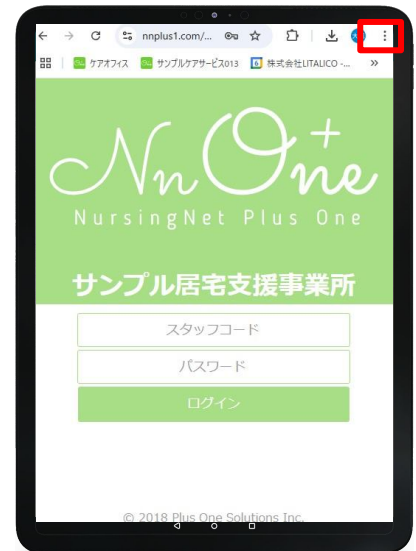 nnplus1.com/...
ケアオフィス サンプルケアサービス013 株式会社LITALICO -... »
NnOne+
NursingNet Plus One
サンプル居宅支援事業所
スタッフコード
パスワード
ログイン
© 2018 Plus One Solutions Inc.